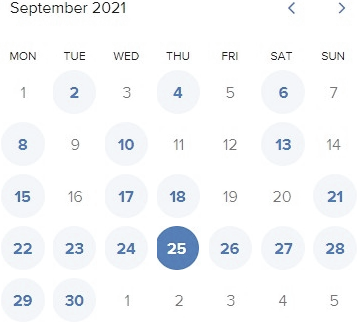 September 2021
MON TUE WED THU FRI SAT SUN
1 2 3 4 5 6 7
8 9 10 11 12 13 14
15 16 17 18 19 20 21
22 23 24 25 26 27 28
29 30 1 2 3 4 5